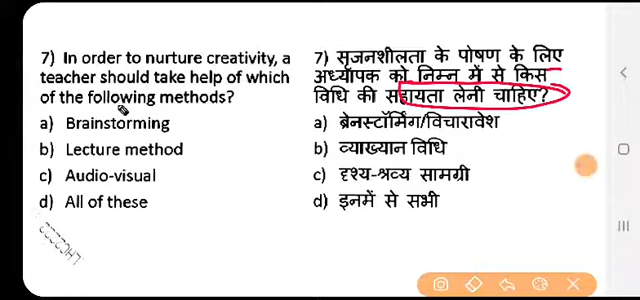 7) In order to nurture creativity, a
teacher should take help of which
of the following methods?
a) Brainstorming
b) Lecture method
c) Audio-visual
d) All of these
7) सृजनशीलता के पोषण के लिए
अध्यापक को निम्न में से किस
विधि की सहायता लेनी चाहिए?
a) ब्रेनस्टॉर्मिंग/विचारावेश
b) व्याख्यान विधि
c) दृश्य-श्रव्य सामग्री
d) इनमें से सभी